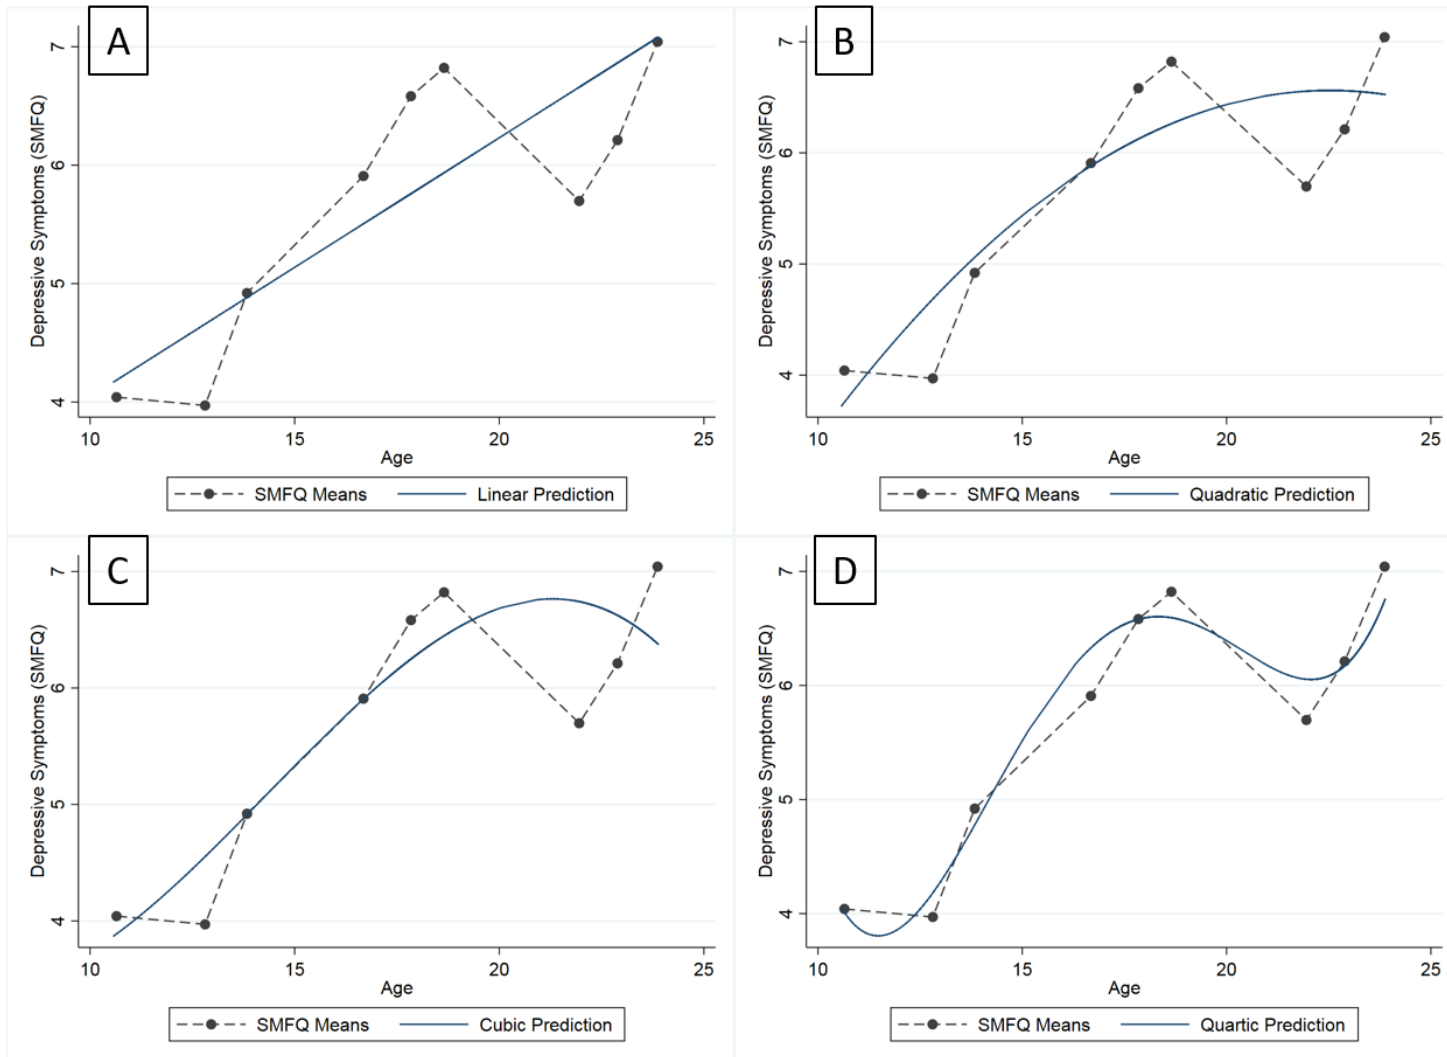 A
Depressive Symptoms (SMFQ)
7
6
5
4
10 15 20 25
Age
SMFQ Means Linear Prediction
B
Depressive Symptoms (SMFQ)
7
6
5
4
10 15 20 25
Age
SMFQ Means Quadratic Prediction
C
Depressive Symptoms (SMFQ)
7
6
5
4
10 15 20 25
Age
SMFQ Means Cubic Prediction
D
Depressive Symptoms (SMFQ)
7
6
5
4
10 15 20 25
Age
SMFQ Means Quartic Prediction